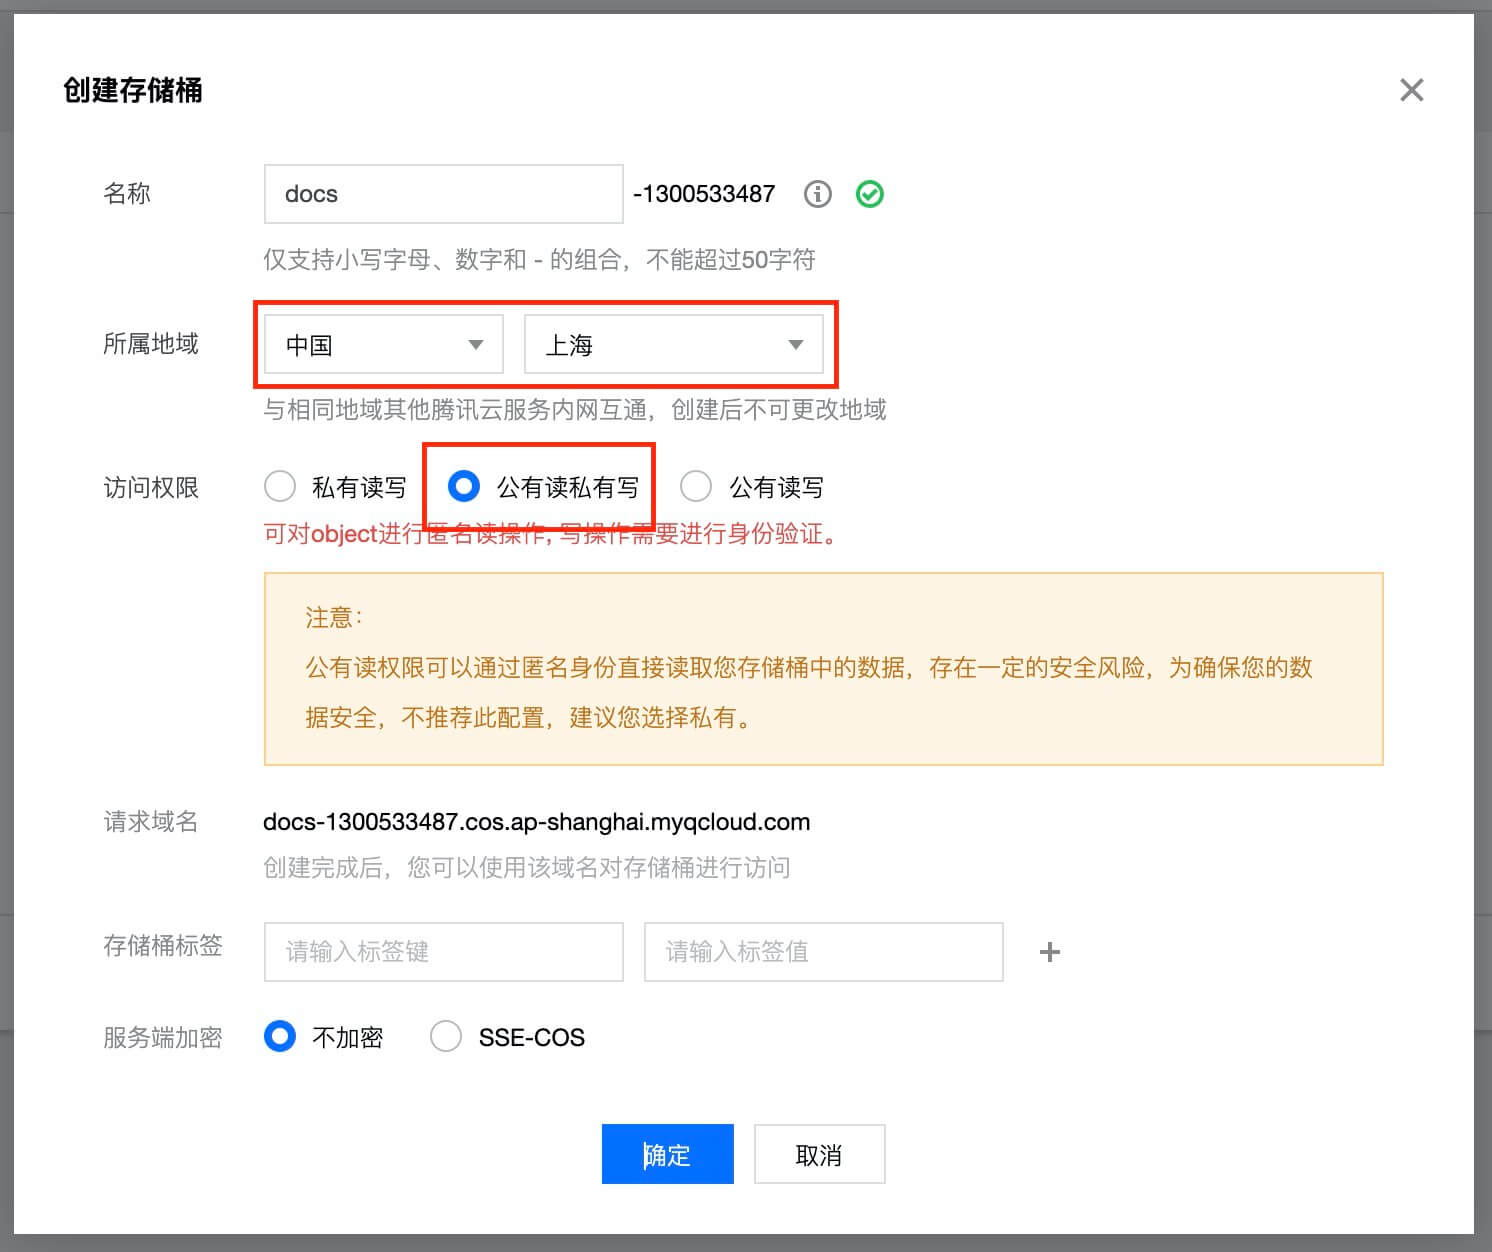 创建存储桶
名称
docs
-1300533487
仅支持小写字母、数字和 - 的组合，不能超过50字符
所属地域
中国
上海
与相同地域其他腾讯云服务内网互通，创建后不可更改地域
访问权限
私有读写
公有读私有写
公有读写
可对object进行匿名读操作, 写操作需要进行身份验证。
注意：
公有读权限可以通过匿名身份直接读取您存储桶中的数据，存在一定的安全风险，为确保您的数
据安全，不推荐此配置，建议您选择私有。
请求域名
docs-1300533487.cos.ap-shanghai.myqcloud.com
创建完成后，您可以使用该域名对存储桶进行访问
存储桶标签
请输入标签键
请输入标签值
服务端加密
不加密
SSE-COS
确定
取消